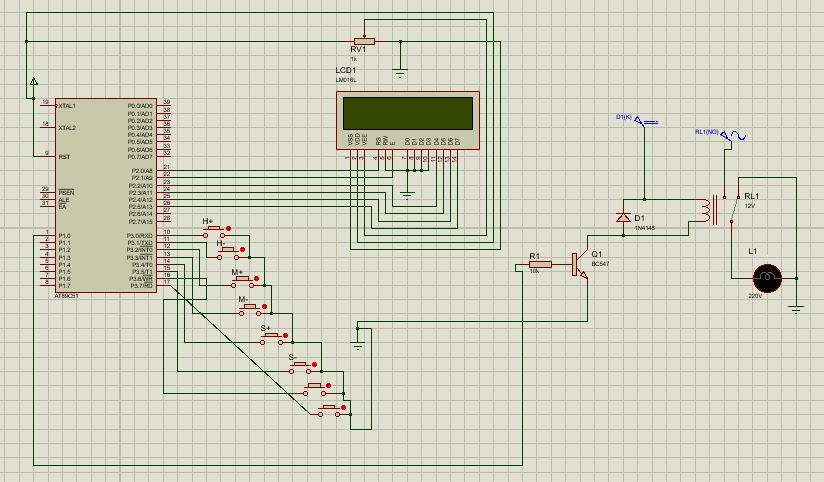 RV1
1k
LCD1
LM016L
VSS
VDD
VEE
RS
RW
E
D0
D1
D2
D3
D4
D5
D6
D7
1
2
3
4
5
6
7
8
9
10
11
12
13
14
D1(K)
RL1(NO)
19 XTAL1
18 XTAL2
9 RST
29 PSEN
30 ALE
31 EA
1 P1.0
2 P1.1
3 P1.2
4 P1.3
5 P1.4
6 P1.5
7 P1.6
8 P1.7
P0.0/AD0 39
P0.1/AD1 38
P0.2/AD2 37
P0.3/AD3 36
P0.4/AD4 35
P0.5/AD5 34
P0.6/AD6 33
P0.7/AD7 32
P2.0/A8 21
P2.1/A9 22
P2.2/A10 23
P2.3/A11 24
P2.4/A12 25
P2.5/A13 26
P2.6/A14 27
P2.7/A15 28
P3.0/RXD 10
P3.1/TXD 11
P3.2/INT0 12
P3.3/INT1 13
P3.4/T0 14
P3.5/T1 15
P3.6/WR 16
P3.7/RD 17
AT89C51
H+
H-
M+
M-
S+
S-
R1
10k
Q1
BC547
D1
1N4148
RL1
12V
L1
220V